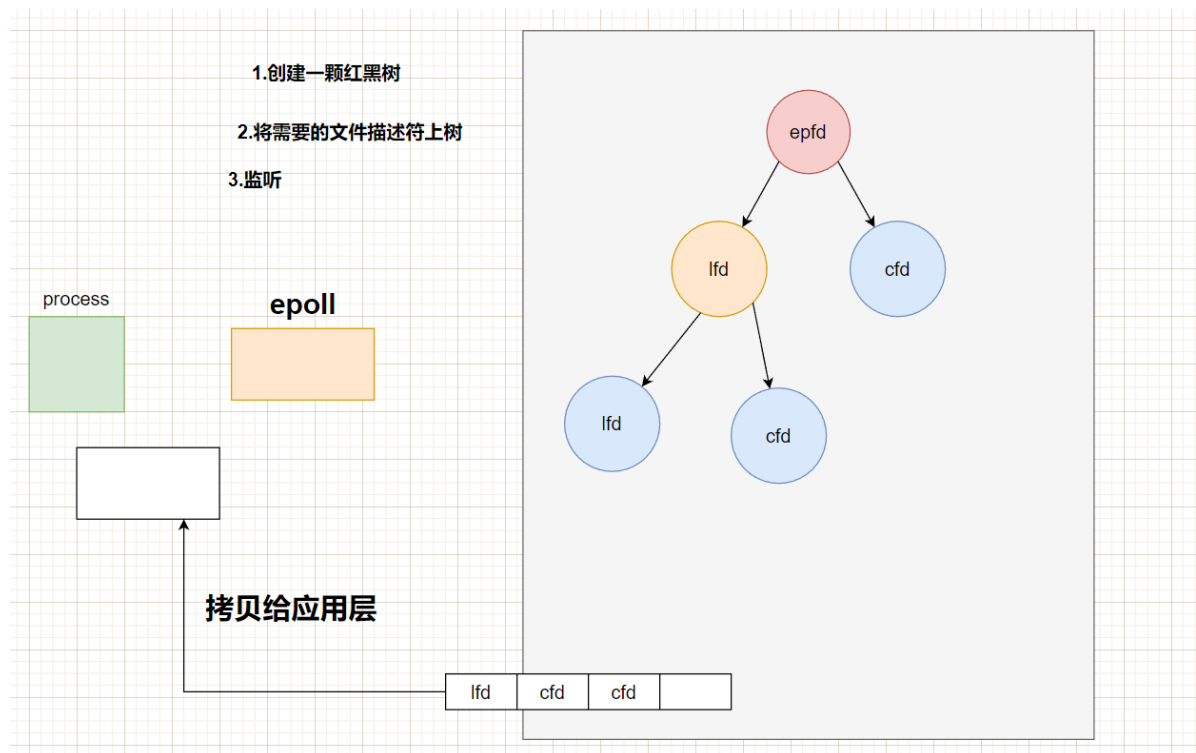 1.创建一颗红黑树
2.将需要的文件描述符上树
3.监听
epfd
lfd
cfd
process
epoll
lfd
cfd
拷贝给应用层
lfd
cfd
cfd